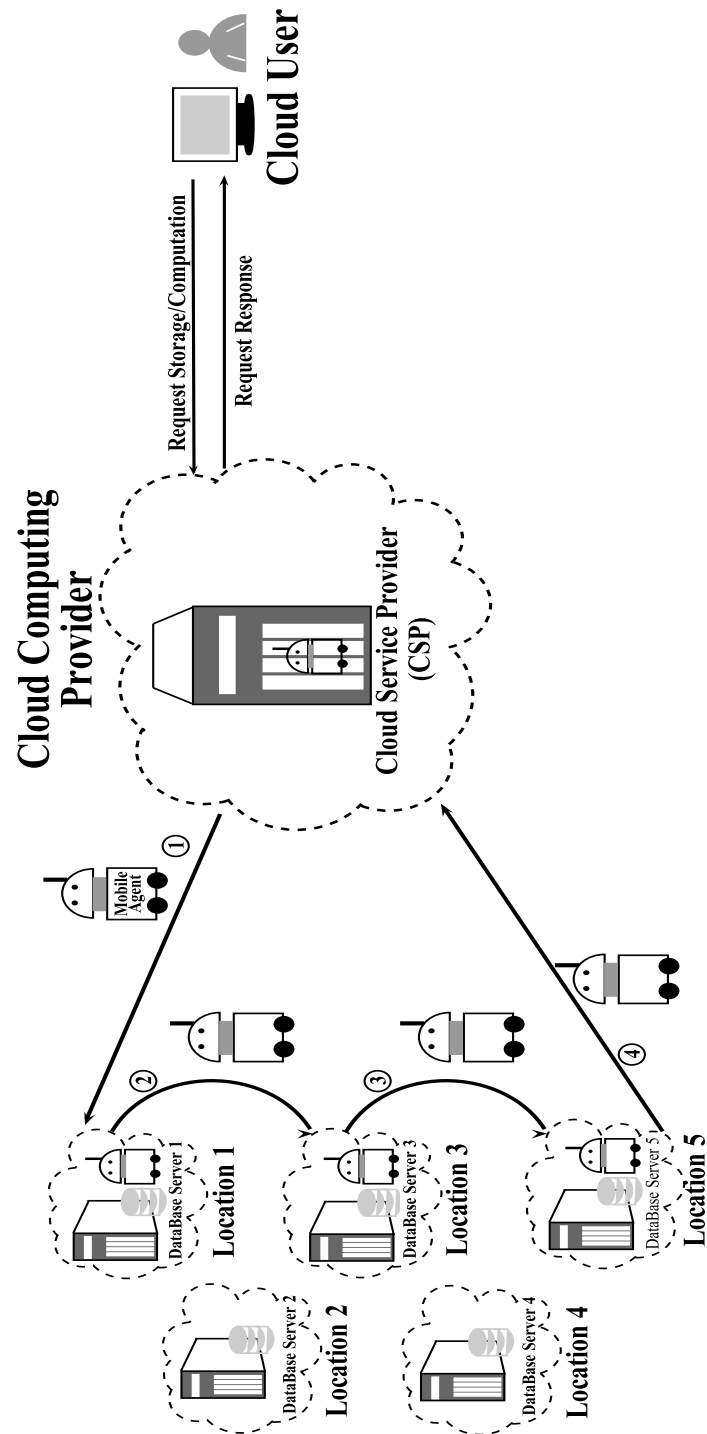 Cloud Computing
Provider
①
Mobile
Agent
②
③
④
DataBase Server 1
Location 1
DataBase Server 3
Location 3
DataBase Server 5
Location 5
DataBase Server 2
Location 2
DataBase Server 4
Location 4
Cloud Service Provider
(CSP)
Request Storage/Computation
Request Response
Cloud User